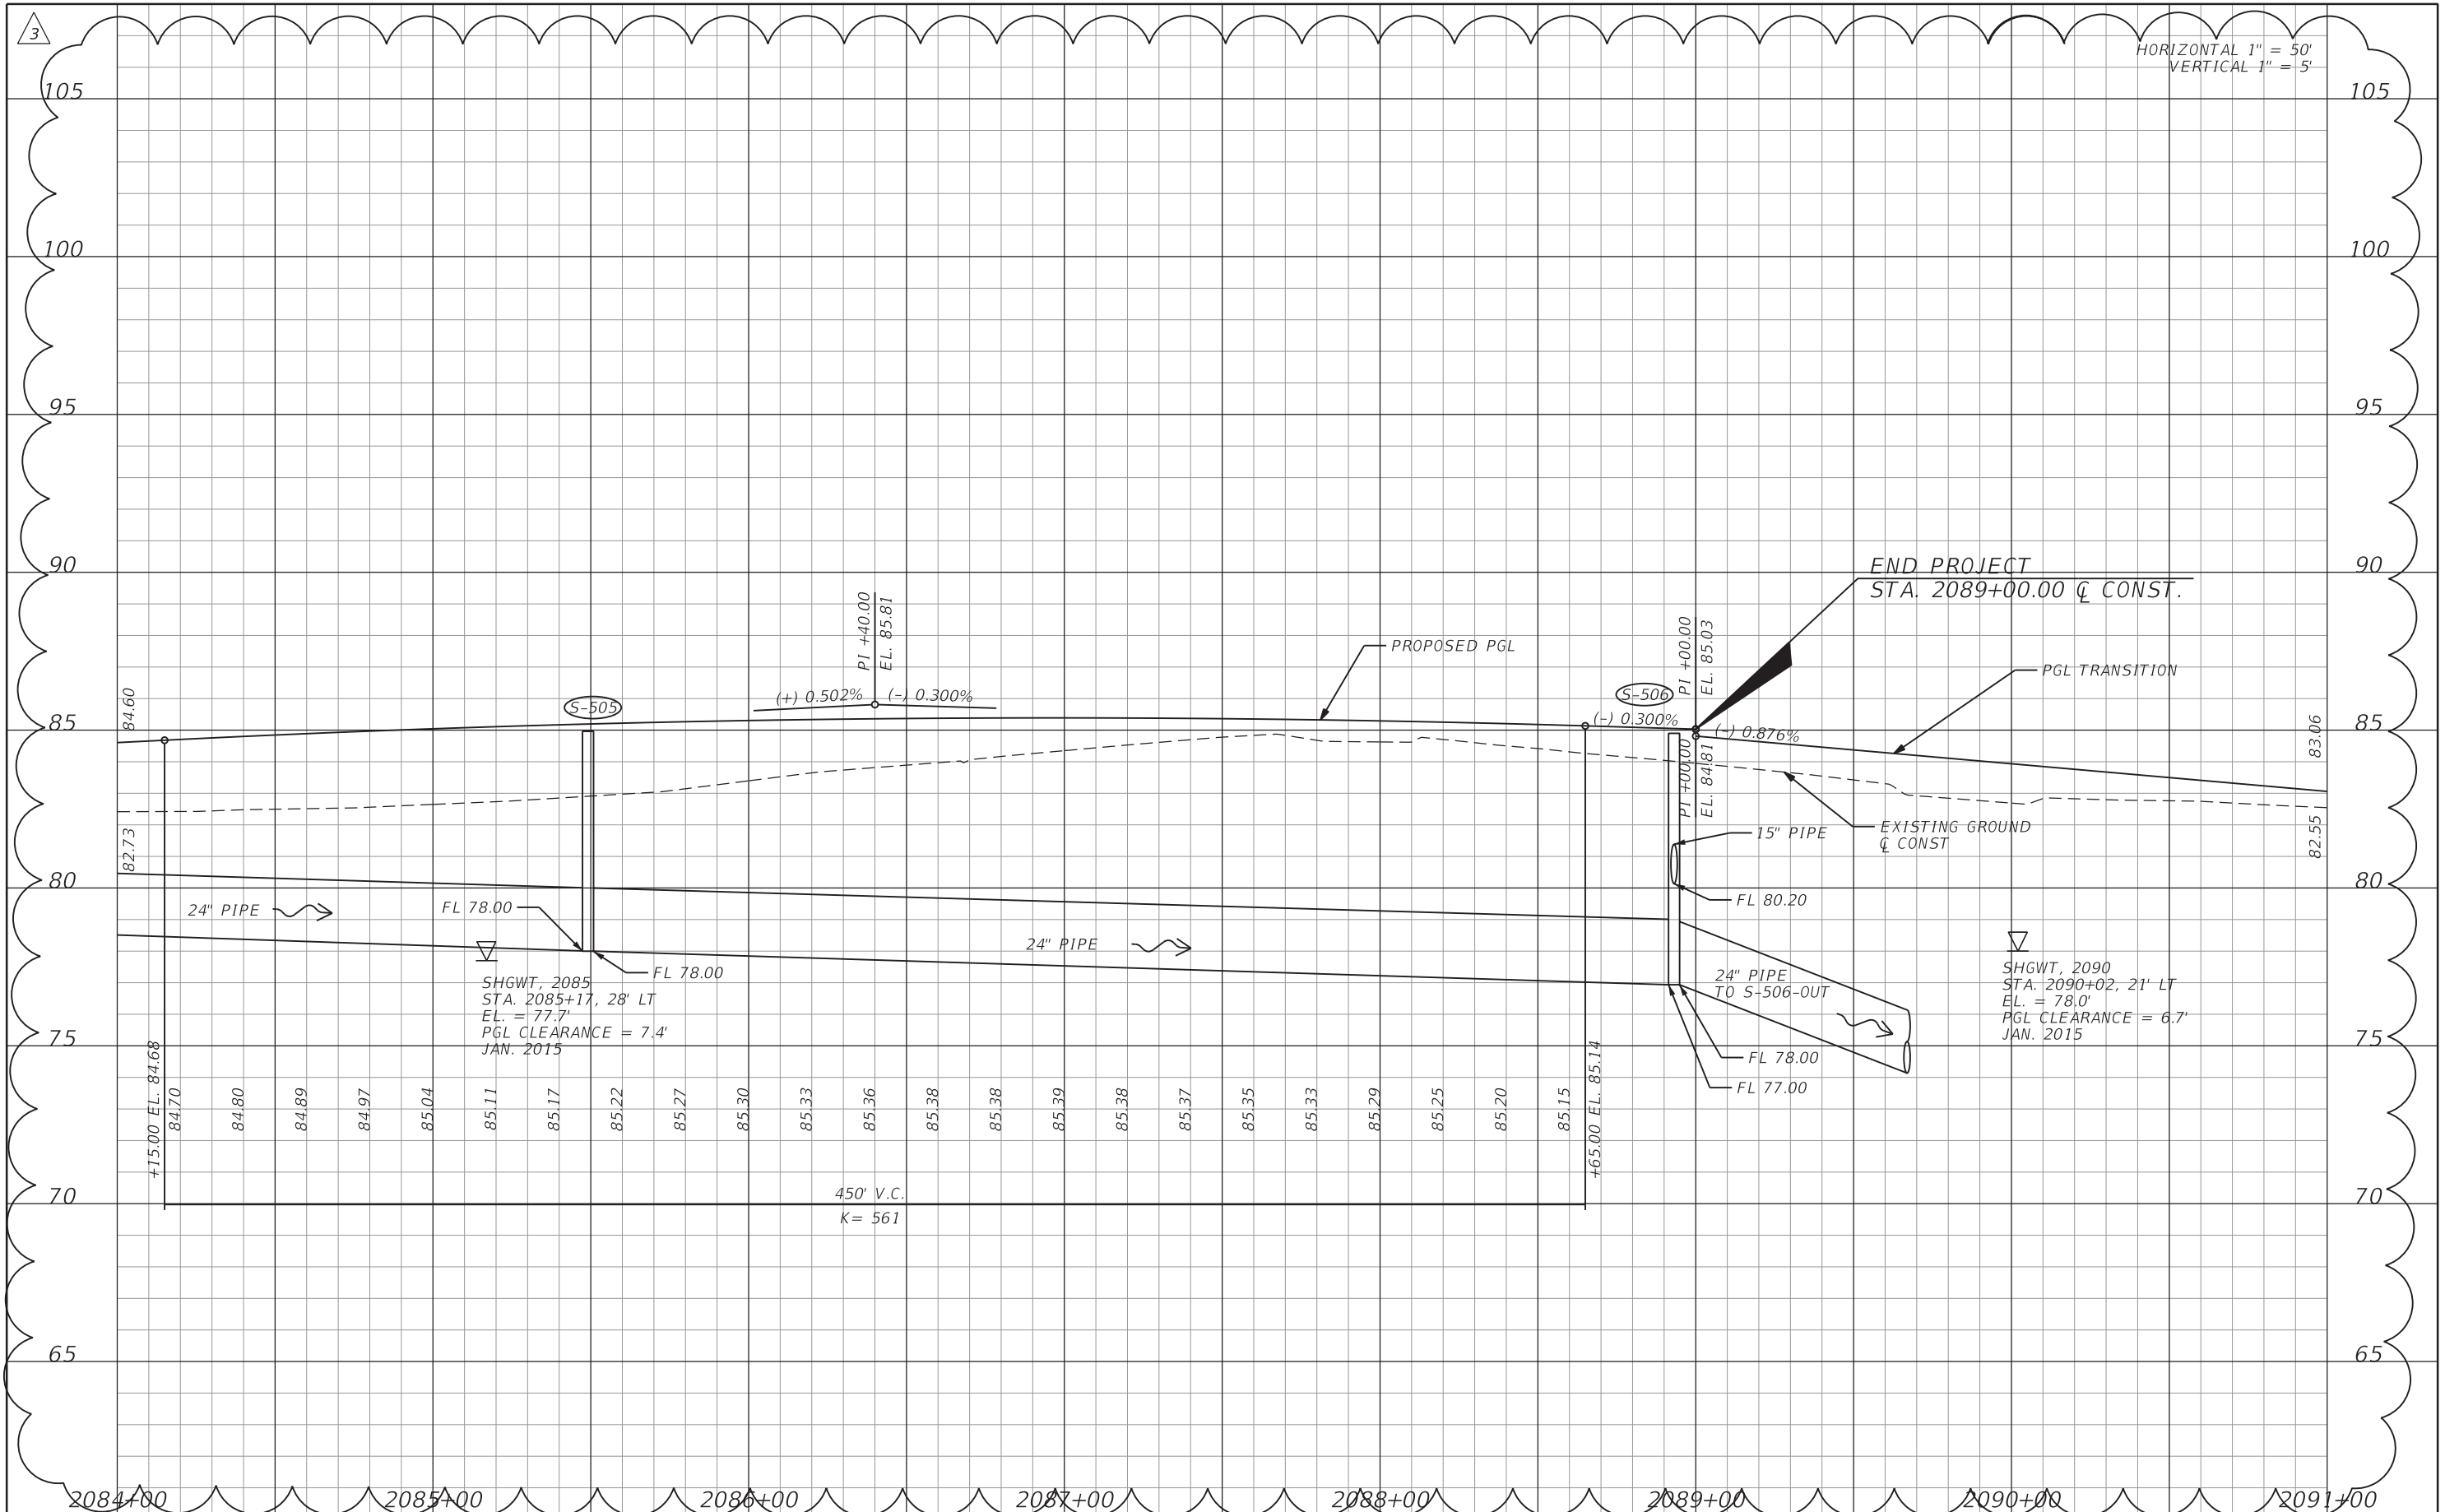 3
HORIZONTAL 1" = 50'
VERTICAL 1" = 5'
105
105
100
100
95
95
90
90
END PROJECT
STA. 2089+00.00 ℄ CONST.
PI +40.00
EL. 85.81
PI +00.00
EL. 85.03
PROPOSED PGL
PGL TRANSITION
(+) 0.502%
(-) 0.300%
S-505
S-506
(-) 0.300%
(-) 0.876%
84.60
83.06
85
85
PI +00.00
EL. 84.81
82.73
82.55
15" PIPE
EXISTING GROUND
℄ CONST
80
80
FL 80.20
24" PIPE
FL 78.00
24" PIPE
FL 78.00
SHGWT, 2085
STA. 2085+17, 28' LT
EL. = 77.7'
PGL CLEARANCE = 7.4'
JAN. 2015
24" PIPE
TO S-506-OUT
SHGWT, 2090
STA. 2090+02, 21' LT
EL. = 78.0'
PGL CLEARANCE = 6.7'
JAN. 2015
75
75
FL 78.00
FL 77.00
+15.00 EL. 84.68
84.70
84.80
84.89
84.97
85.04
85.11
85.17
85.22
85.27
85.30
85.33
85.36
85.38
85.38
85.39
85.38
85.37
85.35
85.33
85.29
85.25
85.20
85.15
+65.00 EL. 85.14
70
70
450' V.C.
K= 561
65
65
2084+00
2085+00
2086+00
2087+00
2088+00
2089+00
2090+00
2091+00